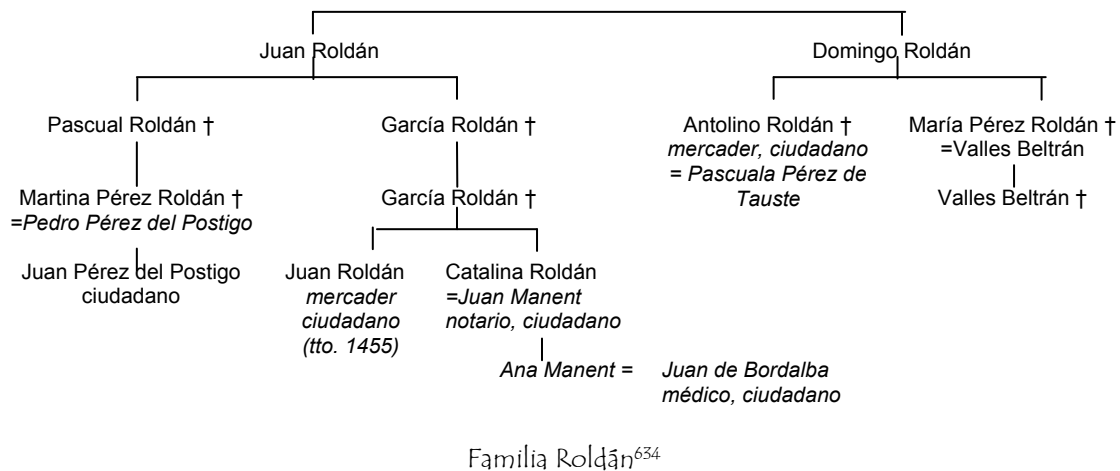 Juan Roldán
Domingo Roldán
Pascual Roldán †
García Roldán †
Antolino Roldán †
mercader, ciudadano
= Pascuala Pérez de
Tauste
María Pérez Roldán †
=Valles Beltrán
Martina Pérez Roldán †
=Pedro Pérez del Postigo
García Roldán †
Valles Beltrán †
Juan Pérez del Postigo
ciudadano
Juan Roldán
mercader
ciudadano
(tto. 1455)
Catalina Roldán
=Juan Manent
notario, ciudadano
Ana Manent =
Juan de Bordalba
médico, ciudadano
Familia Roldán634